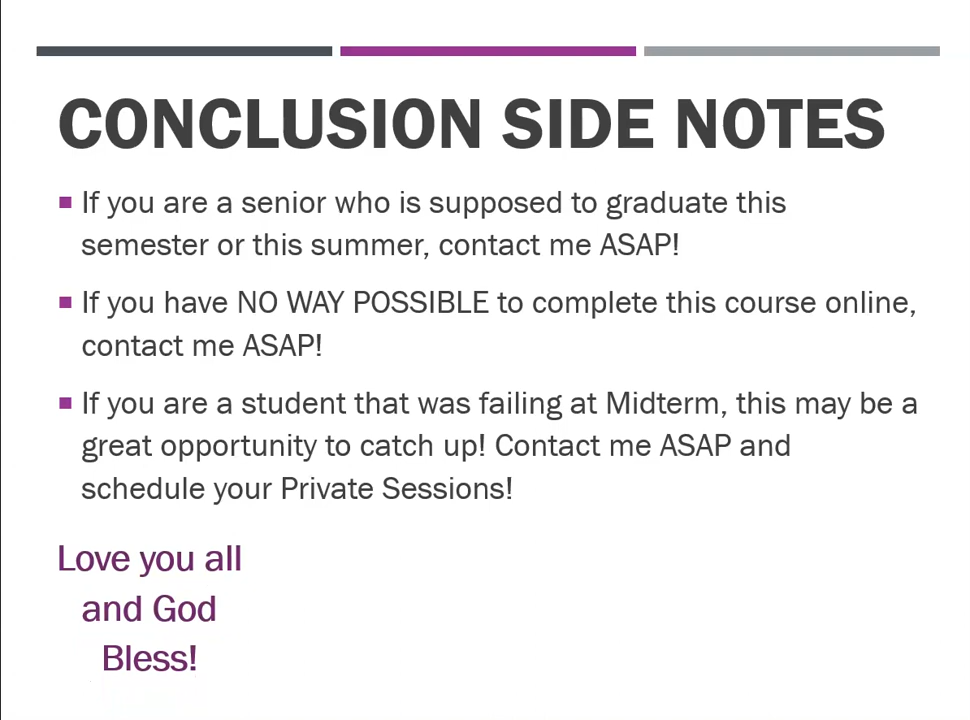 CONCLUSION SIDE NOTES
If you are a senior who is supposed to graduate this
semester or this summer, contact me ASAP!
If you have NO WAY POSSIBLE to complete this course online,
contact me ASAP!
If you are a student that was failing at Midterm, this may be a
great opportunity to catch up! Contact me ASAP and
schedule your Private Sessions!
Love you all
and God
Bless!